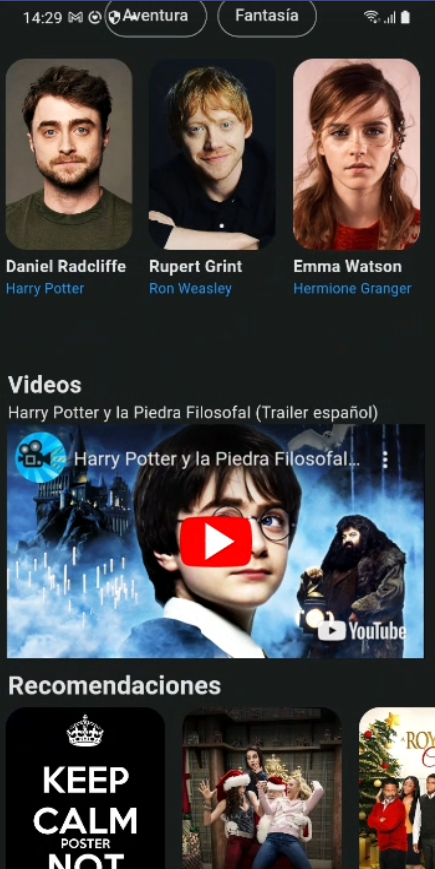 14:29
Aventura
Fantasía
Daniel Radcliffe
Harry Potter
Rupert Grint
Ron Weasley
Emma Watson
Hermione Granger
Videos
Harry Potter y la Piedra Filosofal (Trailer español)
Harry Potter y la Piedra Filosofal...
YouTube
Recomendaciones
KEEP
CALM
POSTER
NOT
A ROY